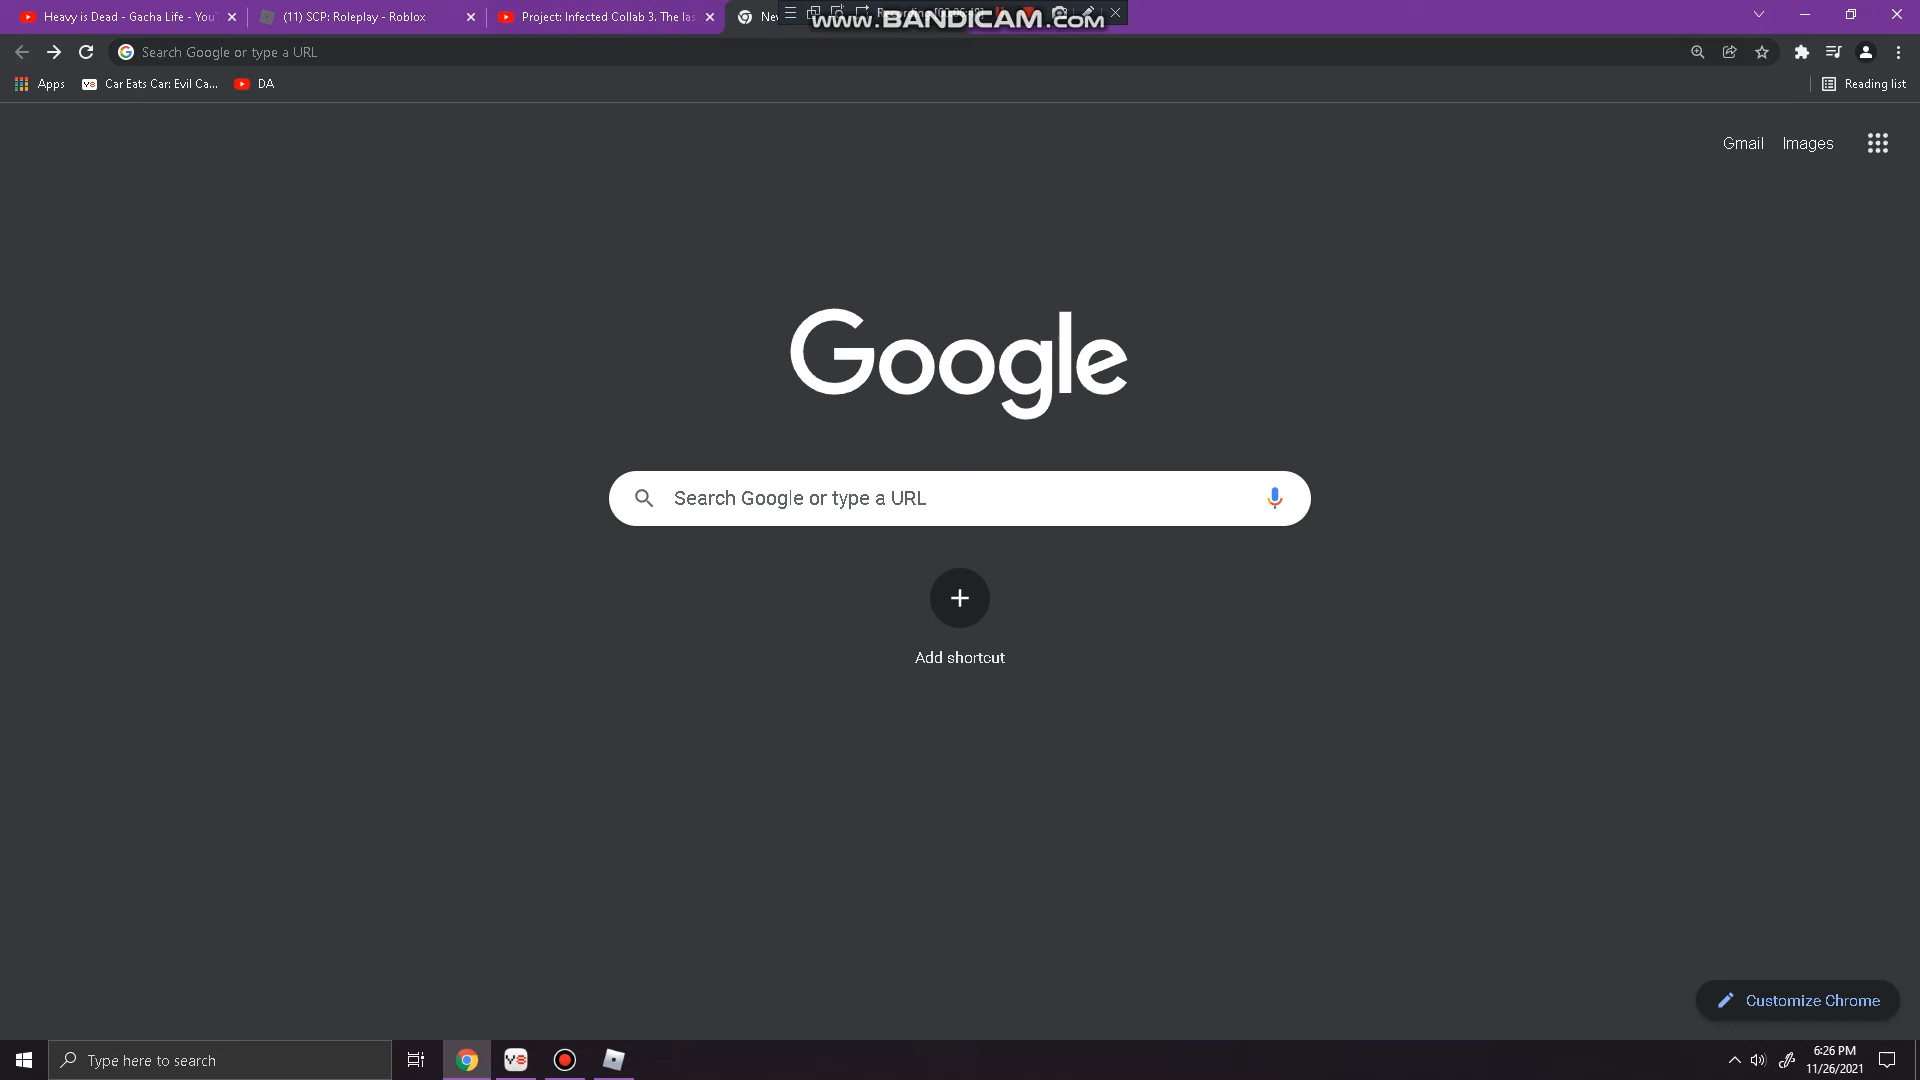 Heavy is Dead - Gacha Life - You
(11) SCP: Roleplay - Roblox
Project: Infected Collab 3. The las
www.BANDICAM.com
Search Google or type a URL
Apps
Car Eats Car: Evil Ca...
DA
Reading list
Gmail
Images
Google
Search Google or type a URL
Add shortcut
Customize Chrome
Type here to search
6:26 PM
11/26/2021